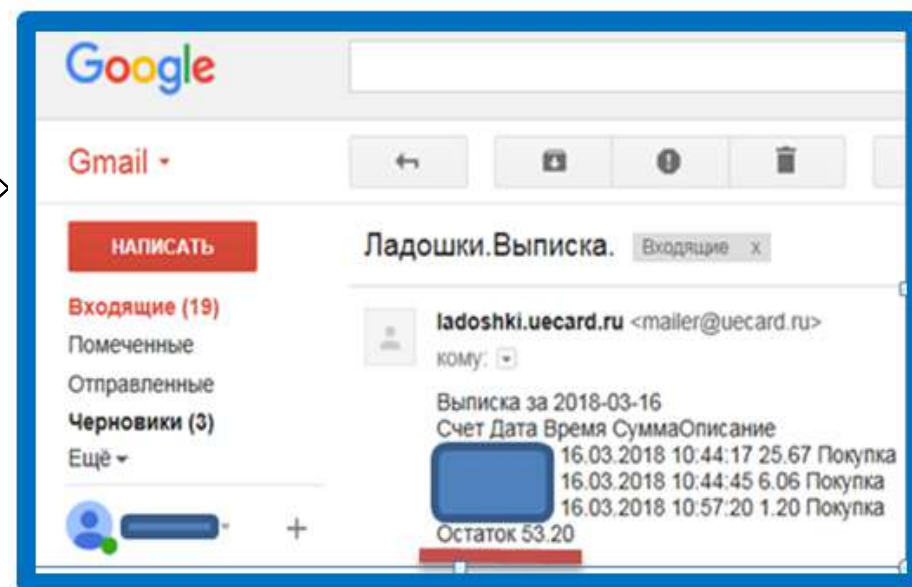 Google
Gmail
НАПИСАТЬ
Входящие (19)
Помеченные
Отправленные
Черновики (3)
Ещё
Ладошки.Выписка. Входящие x
ladoshki.uecard.ru <mailer@uecard.ru>
кому:
Выписка за 2018-03-16
Счет Дата Время СуммаОписание
16.03.2018 10:44:17 25.67 Покупка
16.03.2018 10:44:45 6.06 Покупка
16.03.2018 10:57:20 1.20 Покупка
Остаток 53.20